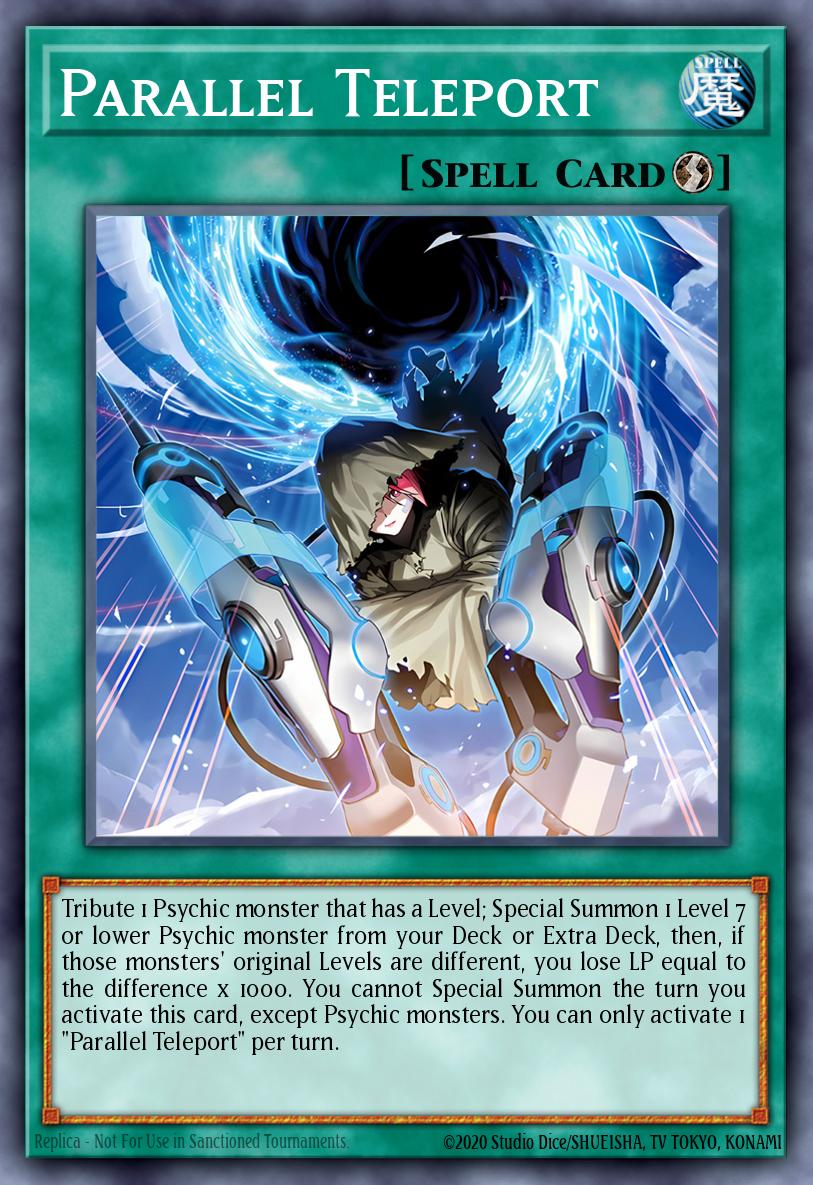 Parallel Teleport
SPELL
魔
[Spell Card]
Tribute 1 Psychic monster that has a Level; Special Summon 1 Level 7
or lower Psychic monster from your Deck or Extra Deck, then, if
those monsters' original Levels are different, you lose LP equal to
the difference x 1000. You cannot Special Summon the turn you
activate this card, except Psychic monsters. You can only activate 1
"Parallel Teleport" per turn.
Replica - Not For Use in Sanctioned Tournaments.
©2020 Studio Dice/SHUEISHA, TV TOKYO, KONAMI